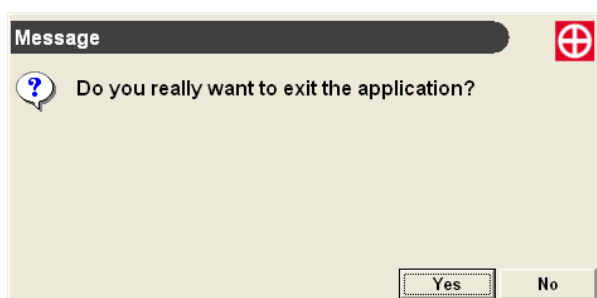 Message
Do you really want to exit the application?
Yes
No